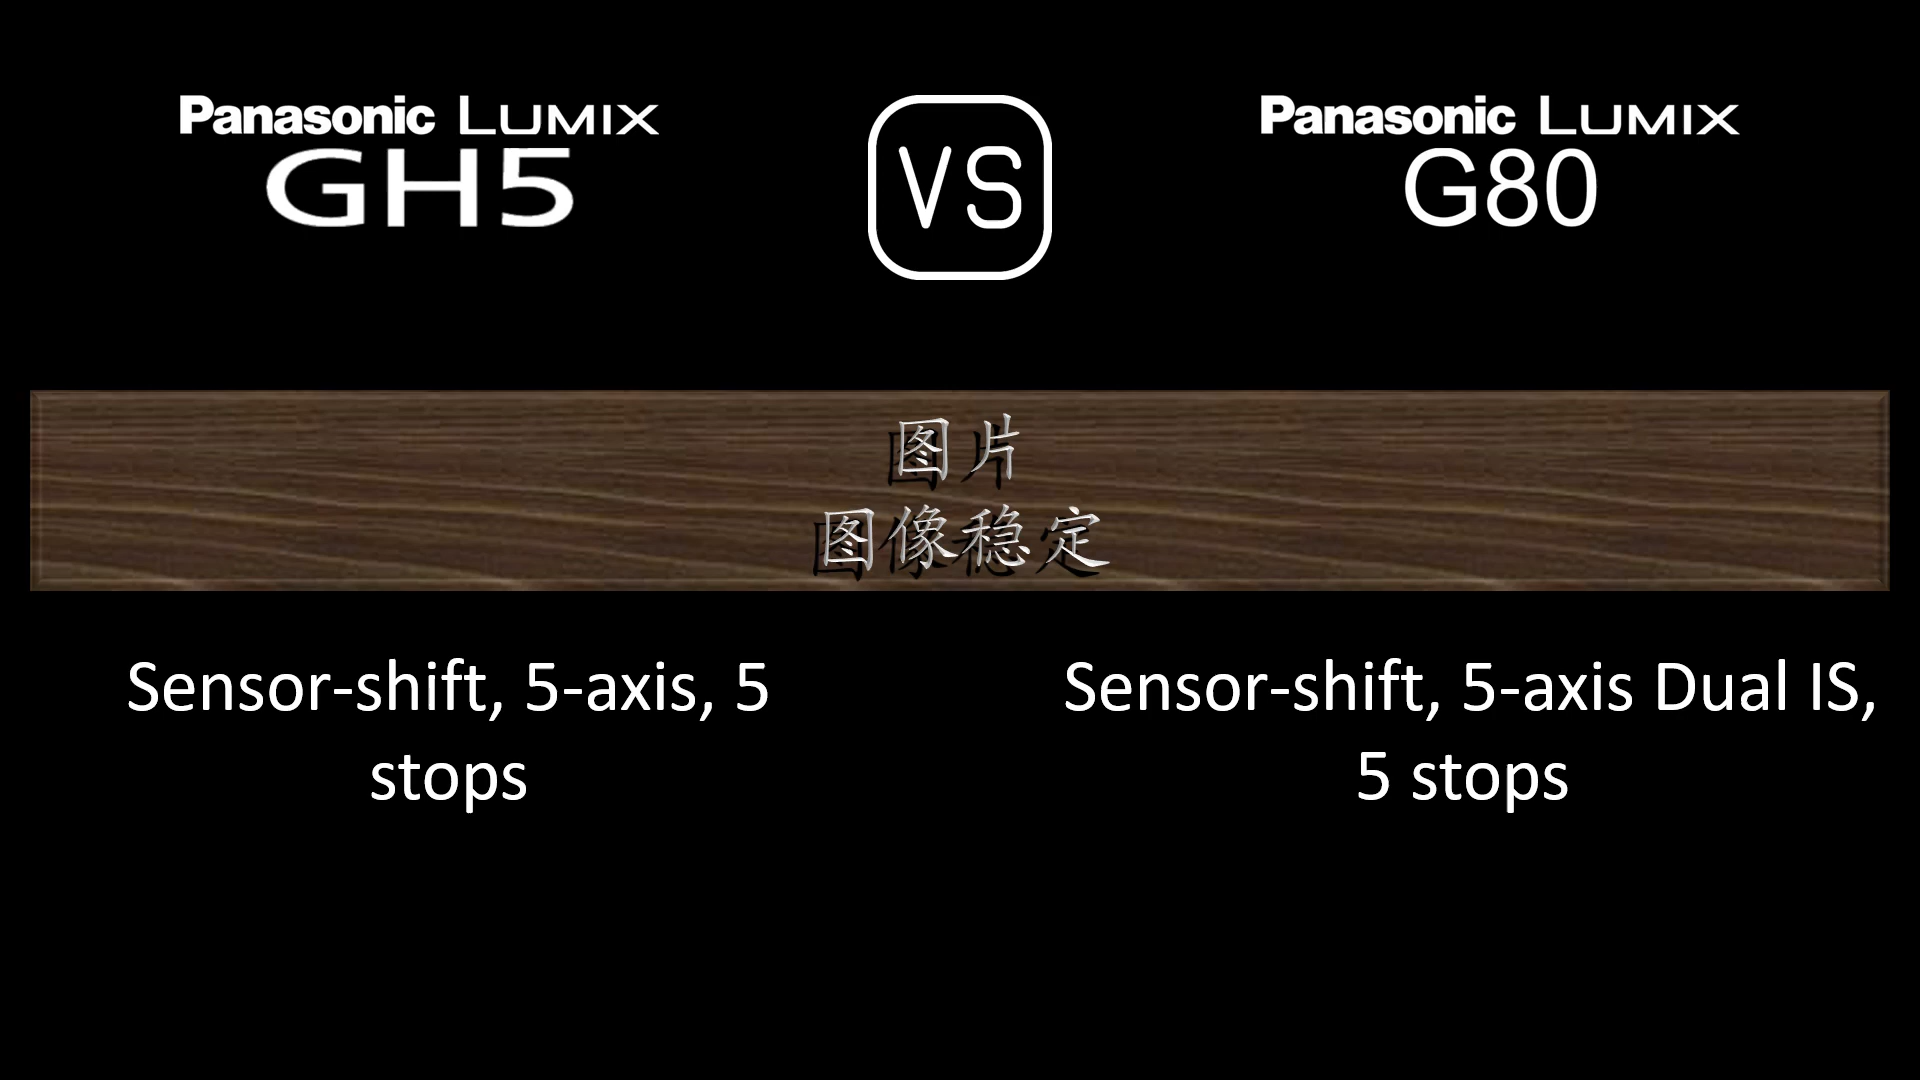 Panasonic LUMIX
GH5
VS
Panasonic LUMIX
G80
图片
图像稳定
Sensor-shift, 5-axis, 5
stops
Sensor-shift, 5-axis Dual IS,
5 stops